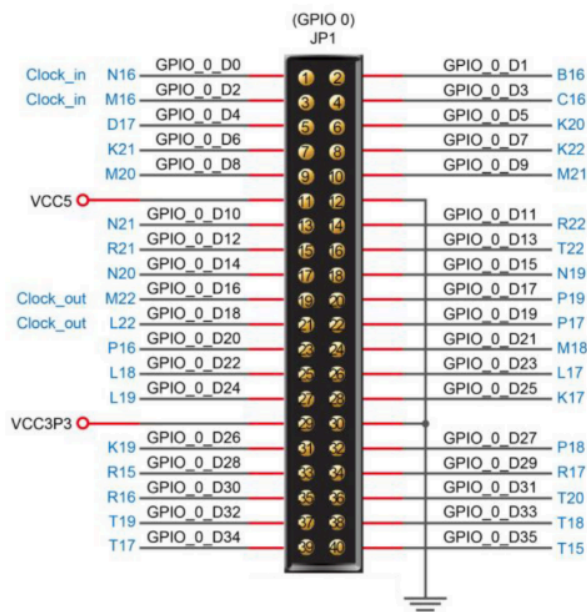 (GPIO 0)
JP1
Clock_in N16 GPIO_0_D0 1 2 GPIO_0_D1 B16
Clock_in M16 GPIO_0_D2 3 4 GPIO_0_D3 C16
D17 GPIO_0_D4 5 6 GPIO_0_D5 K20
K21 GPIO_0_D6 7 8 GPIO_0_D7 K22
M20 GPIO_0_D8 9 10 GPIO_0_D9 M21
VCC5 11 12
N21 GPIO_0_D10 13 14 GPIO_0_D11 R22
R21 GPIO_0_D12 15 16 GPIO_0_D13 T22
N20 GPIO_0_D14 17 18 GPIO_0_D15 N19
Clock_out M22 GPIO_0_D16 19 20 GPIO_0_D17 P19
Clock_out L22 GPIO_0_D18 21 22 GPIO_0_D19 P17
P16 GPIO_0_D20 23 24 GPIO_0_D21 M18
L18 GPIO_0_D22 25 26 GPIO_0_D23 L17
L19 GPIO_0_D24 27 28 GPIO_0_D25 K17
VCC3P3 29 30
K19 GPIO_0_D26 31 32 GPIO_0_D27 P18
R15 GPIO_0_D28 33 34 GPIO_0_D29 R17
R16 GPIO_0_D30 35 36 GPIO_0_D31 T20
T19 GPIO_0_D32 37 38 GPIO_0_D33 T18
T17 GPIO_0_D34 39 40 GPIO_0_D35 T15